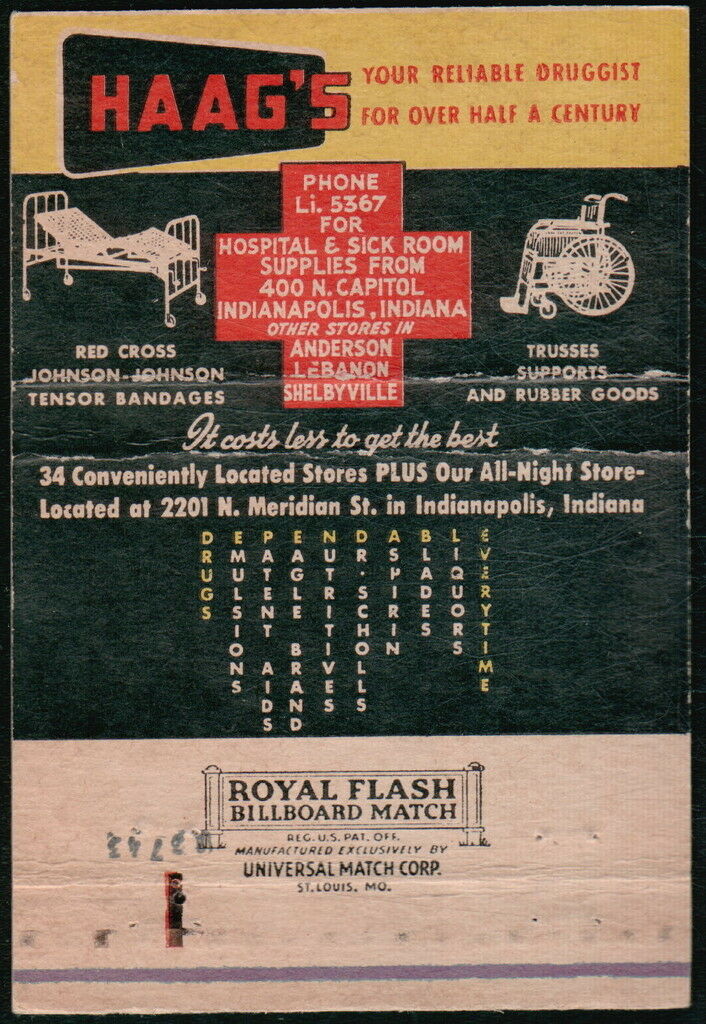 HAAG'S
YOUR RELIABLE DRUGGIST
FOR OVER HALF A CENTURY
PHONE
Li. 5367
FOR
HOSPITAL & SICK ROOM
SUPPLIES FROM
400 N. CAPITOL
INDIANAPOLIS, INDIANA
OTHER STORES IN
ANDERSON
LEBANON
SHELBYVILLE
RED CROSS
JOHNSON-JOHNSON
TENSOR BANDAGES
TRUSSES
SUPPORTS
AND RUBBER GOODS
It costs less to get the best
34 Conveniently Located Stores PLUS Our All-Night Store-
Located at 2201 N. Meridian St. in Indianapolis, Indiana
DRUGS
EMULSIONS
PATENT AIDS
EAGLE BRAND
NUTRITIVES
DR. SCHOLLS
ASPIRIN
BLADES
LIQUORS
EVERYTIME
ROYAL FLASH
BILLBOARD MATCH
REG. U.S. PAT. OFF.
MANUFACTURED EXCLUSIVELY BY
UNIVERSAL MATCH CORP.
ST. LOUIS, MO.